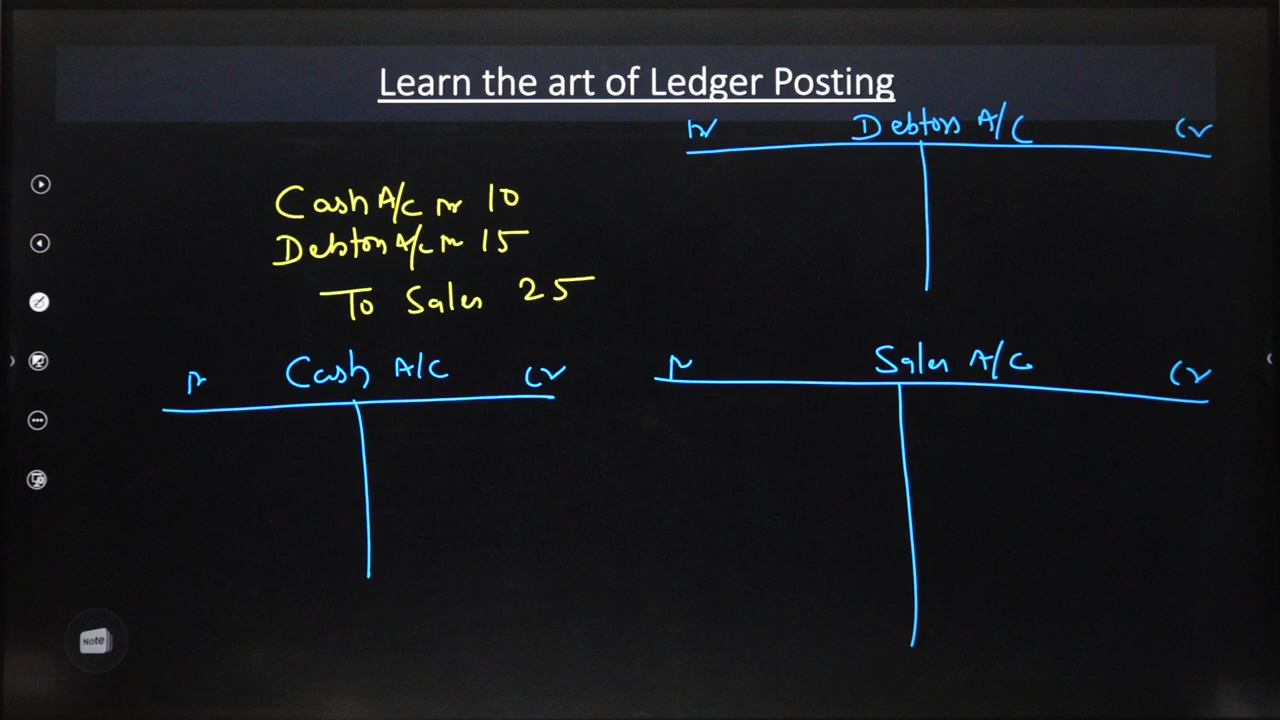 Learn the art of Ledger Posting
Dr Debtors A/C Cr
Cash A/c Dr 10
Debtors A/c Dr 15
To Sales 25
Dr Cash A/C Cr
Dr Sales A/C Cr
Note